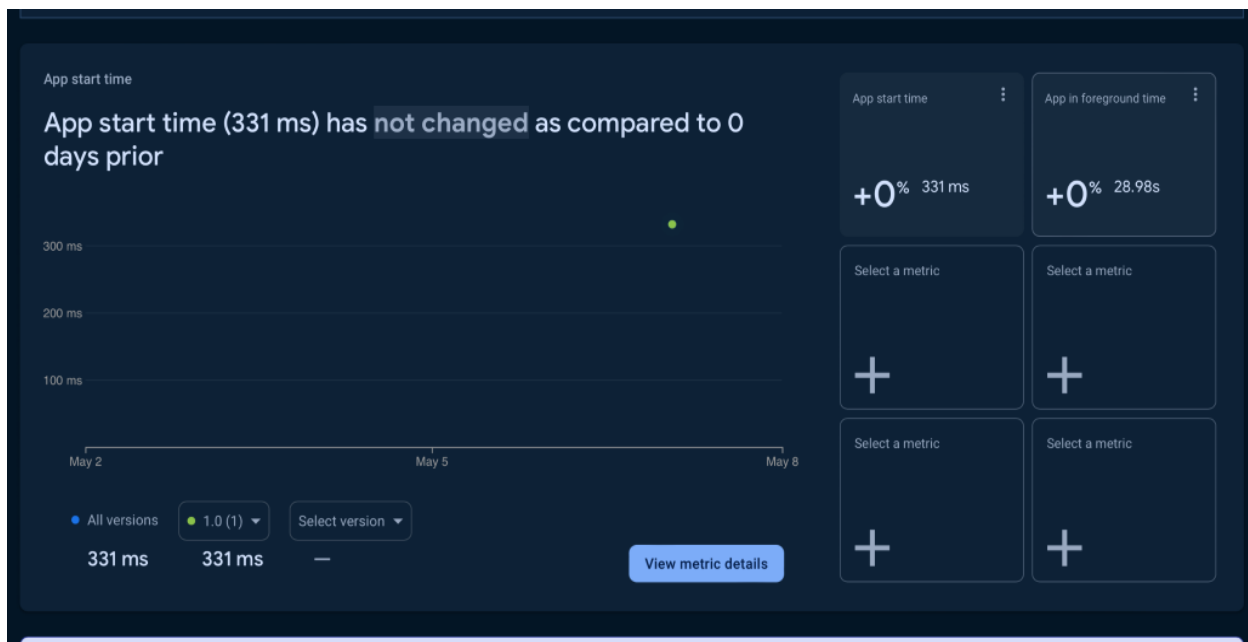 App start time
App start time (331 ms) has not changed as compared to 0
days prior
300 ms
200 ms
100 ms
May 2
May 5
May 8
All versions
1.0 (1)
Select version
331 ms
331 ms
—
View metric details
App start time
+0% 331 ms
App in foreground time
+0% 28.98s
Select a metric
Select a metric
Select a metric
Select a metric